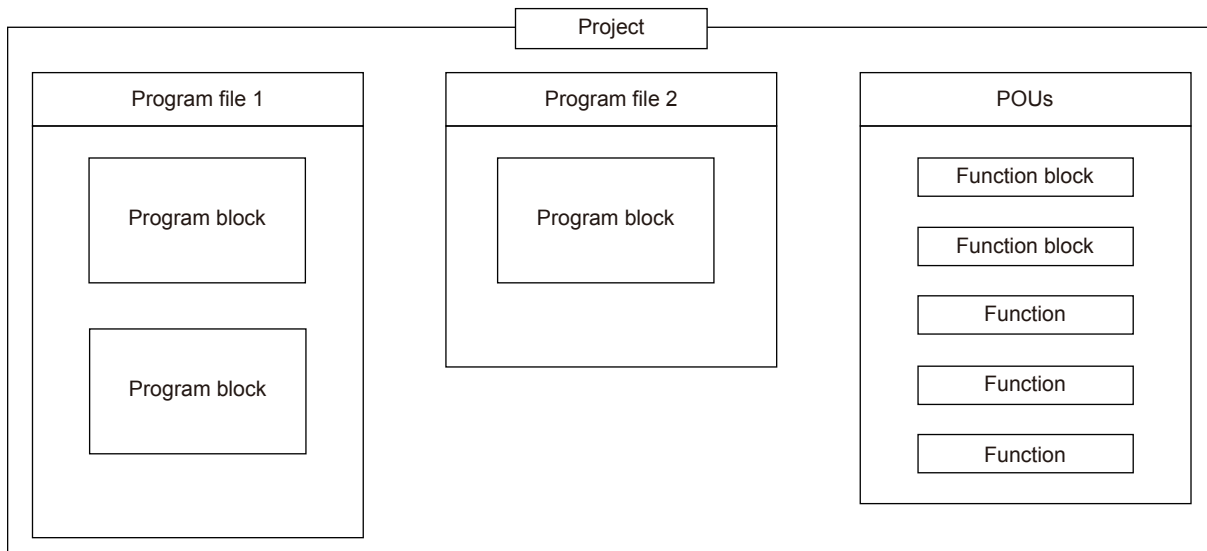 Project
Program file 1
Program block
Program block
Program file 2
Program block
POUs
Function block
Function block
Function
Function
Function